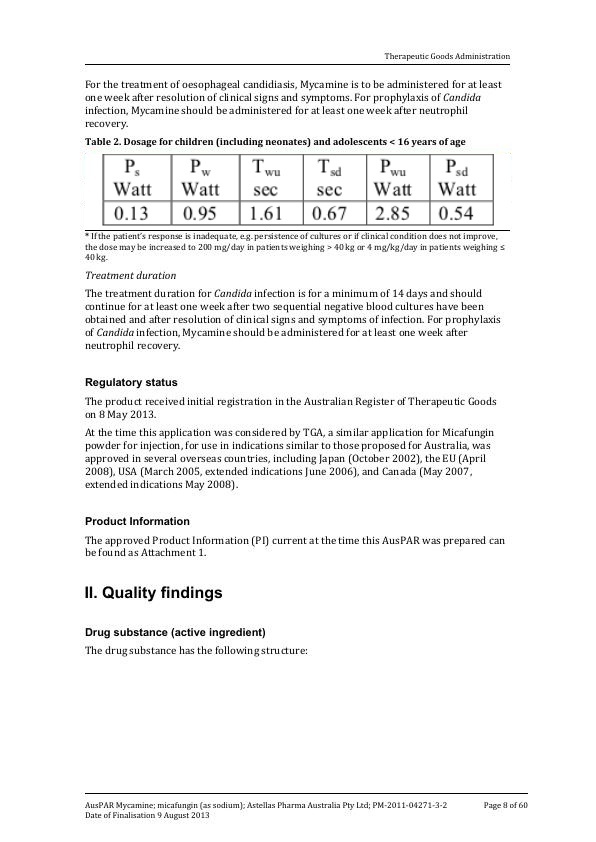 Therapeutic Goods Administration
For the treatment of oesophageal candidiasis, Mycamine is to be administered for at least
one week after resolution of clinical signs and symptoms. For prophylaxis of Candida
infection, Mycamine should be administered for at least one week after neutrophil
recovery.
Table 2. Dosage for children (including neonates) and adolescents < 16 years of age
Ps Pw Twu Tsd Pwu Psd
Watt Watt sec sec Watt Watt
0.13 0.95 1.61 0.67 2.85 0.54
* If the patient's response is inadequate, e.g. persistence of cultures or if clinical condition does not improve,
the dose may be increased to 200 mg/day in patients weighing > 40 kg or 4 mg/kg/day in patients weighing ≤
40 kg.
Treatment duration
The treatment duration for Candida infection is for a minimum of 14 days and should
continue for at least one week after two sequential negative blood cultures have been
obtained and after resolution of clinical signs and symptoms of infection. For prophylaxis
of Candida infection, Mycamine should be administered for at least one week after
neutrophil recovery.
Regulatory status
The product received initial registration in the Australian Register of Therapeutic Goods
on 8 May 2013.
At the time this application was considered by TGA, a similar application for Micafungin
powder for injection, for use in indications similar to those proposed for Australia, was
approved in several overseas countries, including Japan (October 2002), the EU (April
2008), USA (March 2005, extended indications June 2006), and Canada (May 2007,
extended indications May 2008).
Product Information
The approved Product Information (PI) current at the time this AusPAR was prepared can
be found as Attachment 1.
II. Quality findings
Drug substance (active ingredient)
The drug substance has the following structure:
AusPAR Mycamine; micafungin (as sodium); Astellas Pharma Australia Pty Ltd; PM-2011-04271-3-2 Page 8 of 60
Date of Finalisation 9 August 2013